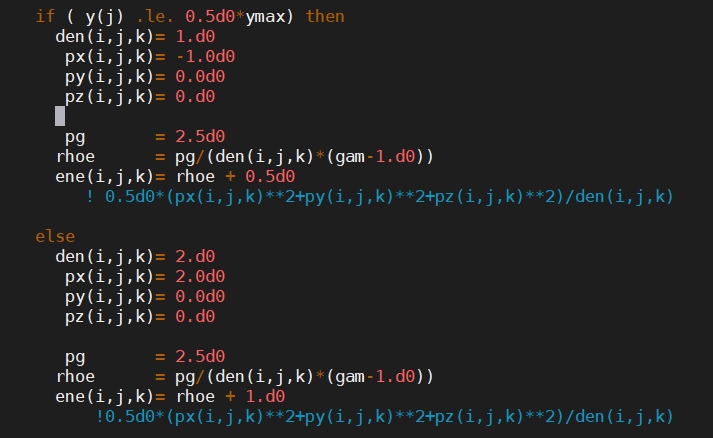 if ( y(j) .le. 0.5d0*ymax) then
den(i,j,k)= 1.d0
px(i,j,k)= -1.0d0
py(i,j,k)= 0.0d0
pz(i,j,k)= 0.d0
pg       = 2.5d0
rhoe      = pg/(den(i,j,k)*(gam-1.d0))
ene(i,j,k)= rhoe + 0.5d0
! 0.5d0*(px(i,j,k)**2+py(i,j,k)**2+pz(i,j,k)**2)/den(i,j,k)
else
den(i,j,k)= 2.d0
px(i,j,k)= 2.0d0
py(i,j,k)= 0.0d0
pz(i,j,k)= 0.d0
pg       = 2.5d0
rhoe      = pg/(den(i,j,k)*(gam-1.d0))
ene(i,j,k)= rhoe + 1.d0
!0.5d0*(px(i,j,k)**2+py(i,j,k)**2+pz(i,j,k)**2)/den(i,j,k)